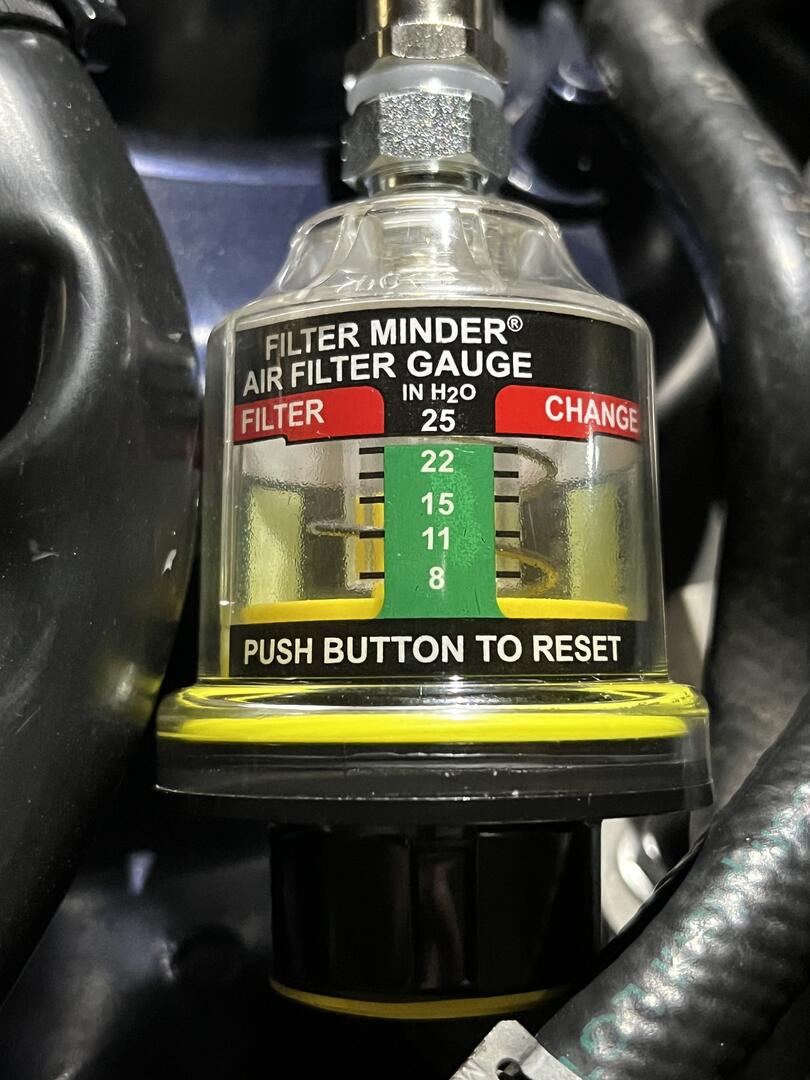 FILTER MINDER®
AIR FILTER GAUGE
IN H2O
FILTER 25 CHANGE
22
15
11
8
PUSH BUTTON TO RESET